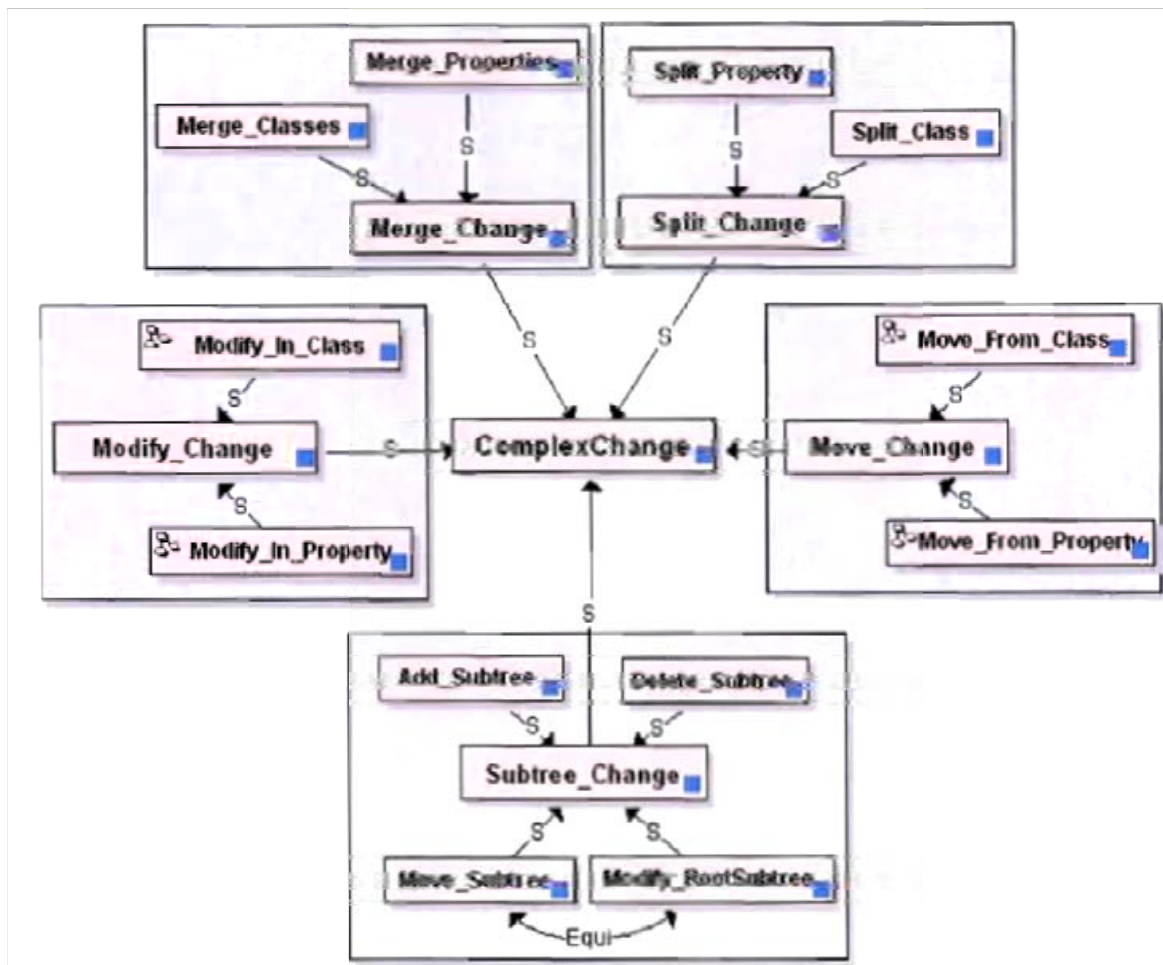 Merge_Properties
Merge_Classes
S
S
Merge_Change
Split_Property
Split_Class
S
S
Split_Change
S
S
Modify_In_Class
S
Modify_Change
S
S
Modify_In_Property
ComplexChange
Move_From_Class
S
S
Move_Change
S
Move_From_Property
S
Add_Subtree
Delete_Subtree
S
S
Subtree_Change
S
S
Move_Subtree
Modify_RootSubtree
Equi